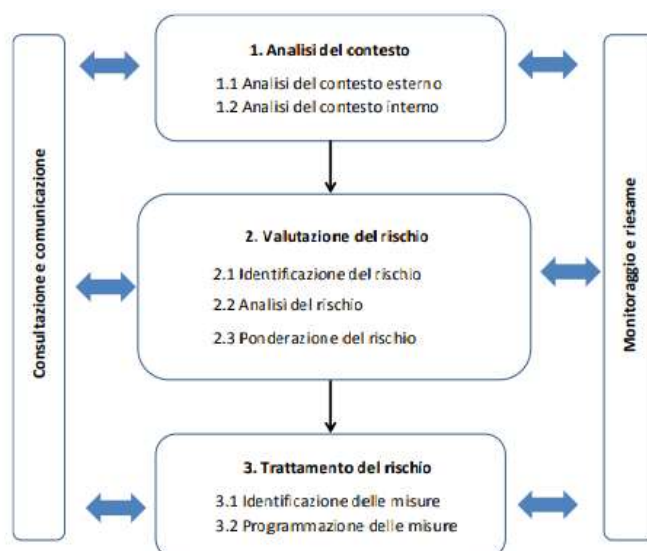 Consultazione e comunicazione
1. Analisi del contesto
1.1 Analisi del contesto esterno
1.2 Analisi del contesto interno
2. Valutazione del rischio
2.1 Identificazione del rischio
2.2 Analisi del rischio
2.3 Ponderazione del rischio
3. Trattamento del rischio
3.1 Identificazione delle misure
3.2 Programmazione delle misure
Monitoraggio e riesame